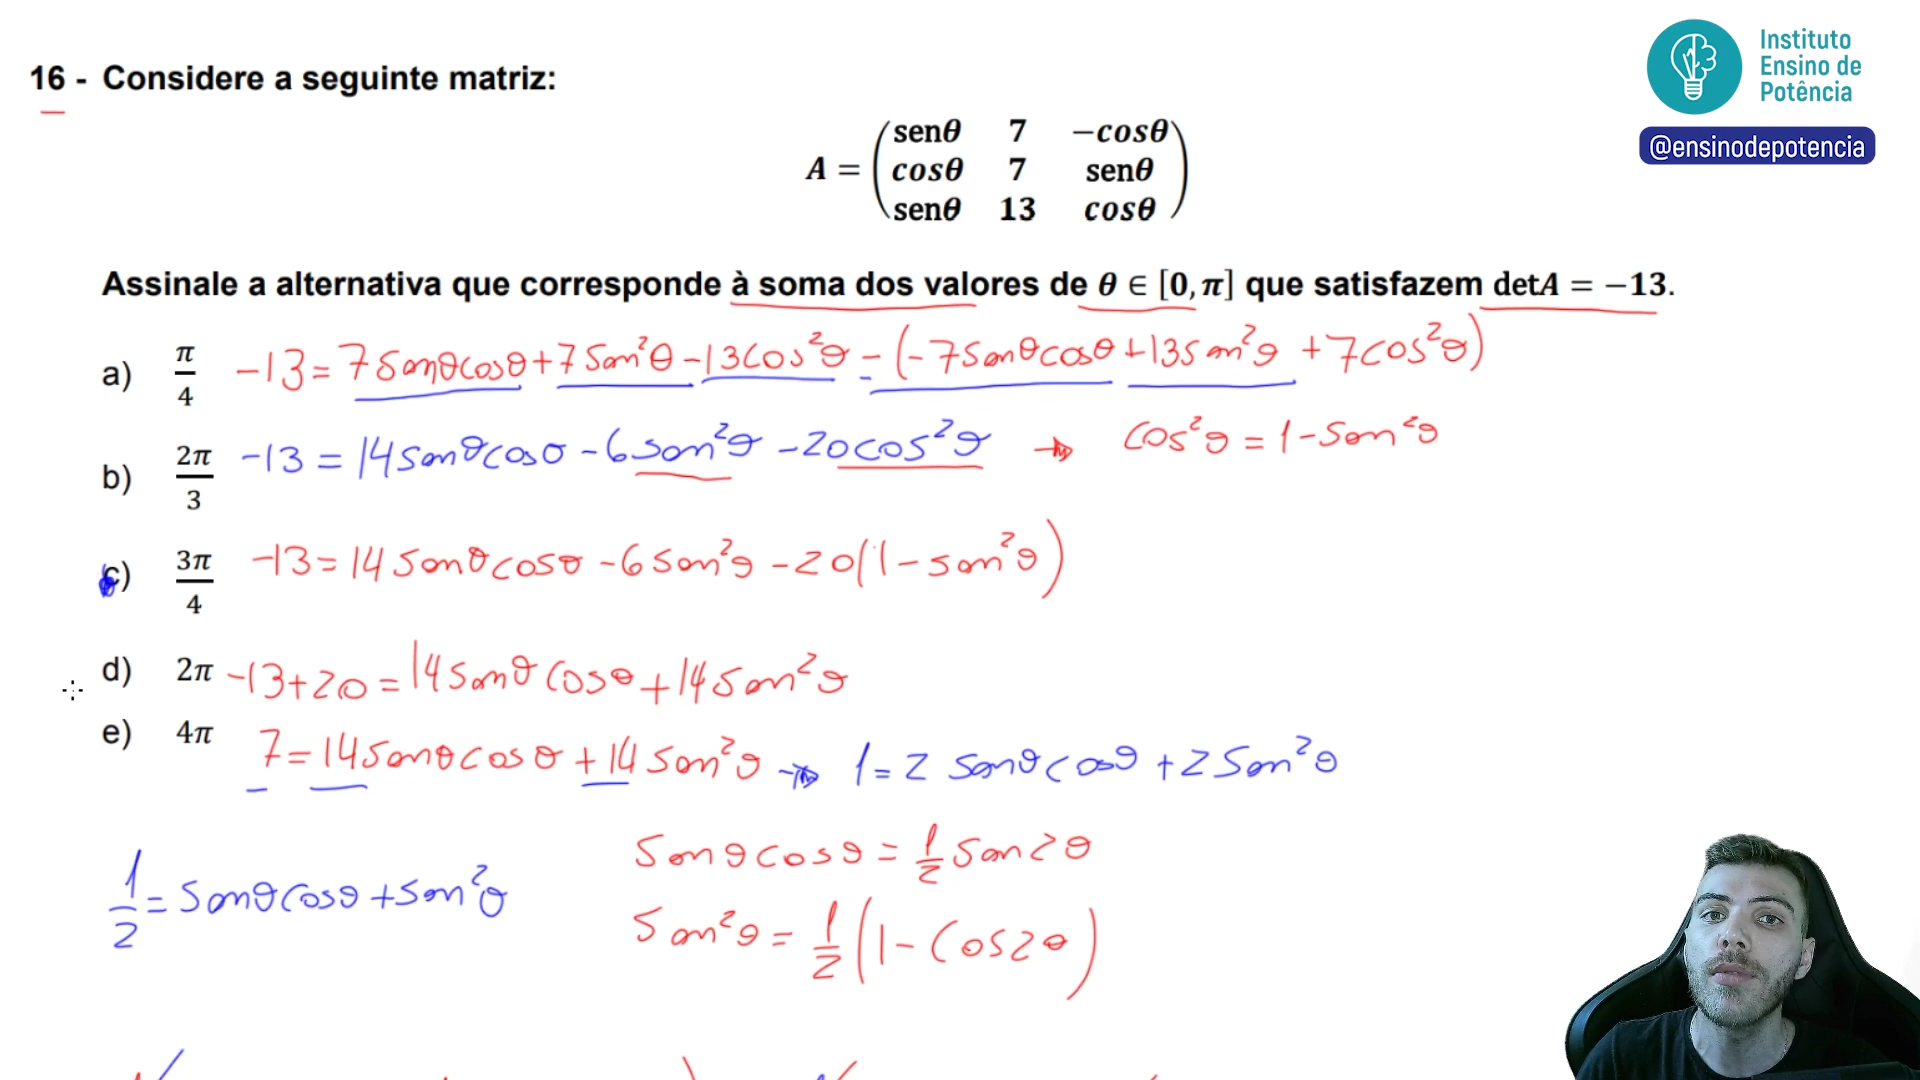 Instituto
Ensino de
Potência
@ensinodepotencia
16 - Considere a seguinte matriz:
A = (senθ 7 −cosθ
cosθ 7 senθ
senθ 13 cosθ)
Assinale a alternativa que corresponde à soma dos valores de θ ∈ [0, π] que satisfazem detA = −13.
a) π/4 -13 = 7senθcosθ + 7sen²θ - 13cos²θ - (-7senθcosθ + 13sen²θ + 7cos²θ)
b) 2π/3 -13 = 14senθcosθ - 6sen²θ - 20cos²θ → cos²θ = 1 - sen²θ
c) 3π/4 -13 = 14senθcosθ - 6sen²θ - 20(1 - sen²θ)
d) 2π -13+20 = 14senθcosθ + 14sen²θ
e) 4π 7 = 14senθcosθ + 14sen²θ → 1 = 2senθcosθ + 2sen²θ
senθcosθ = 1/2 sen2θ
1/2 = senθcosθ + sen²θ
sen²θ = 1/2 (1 - cos2θ)